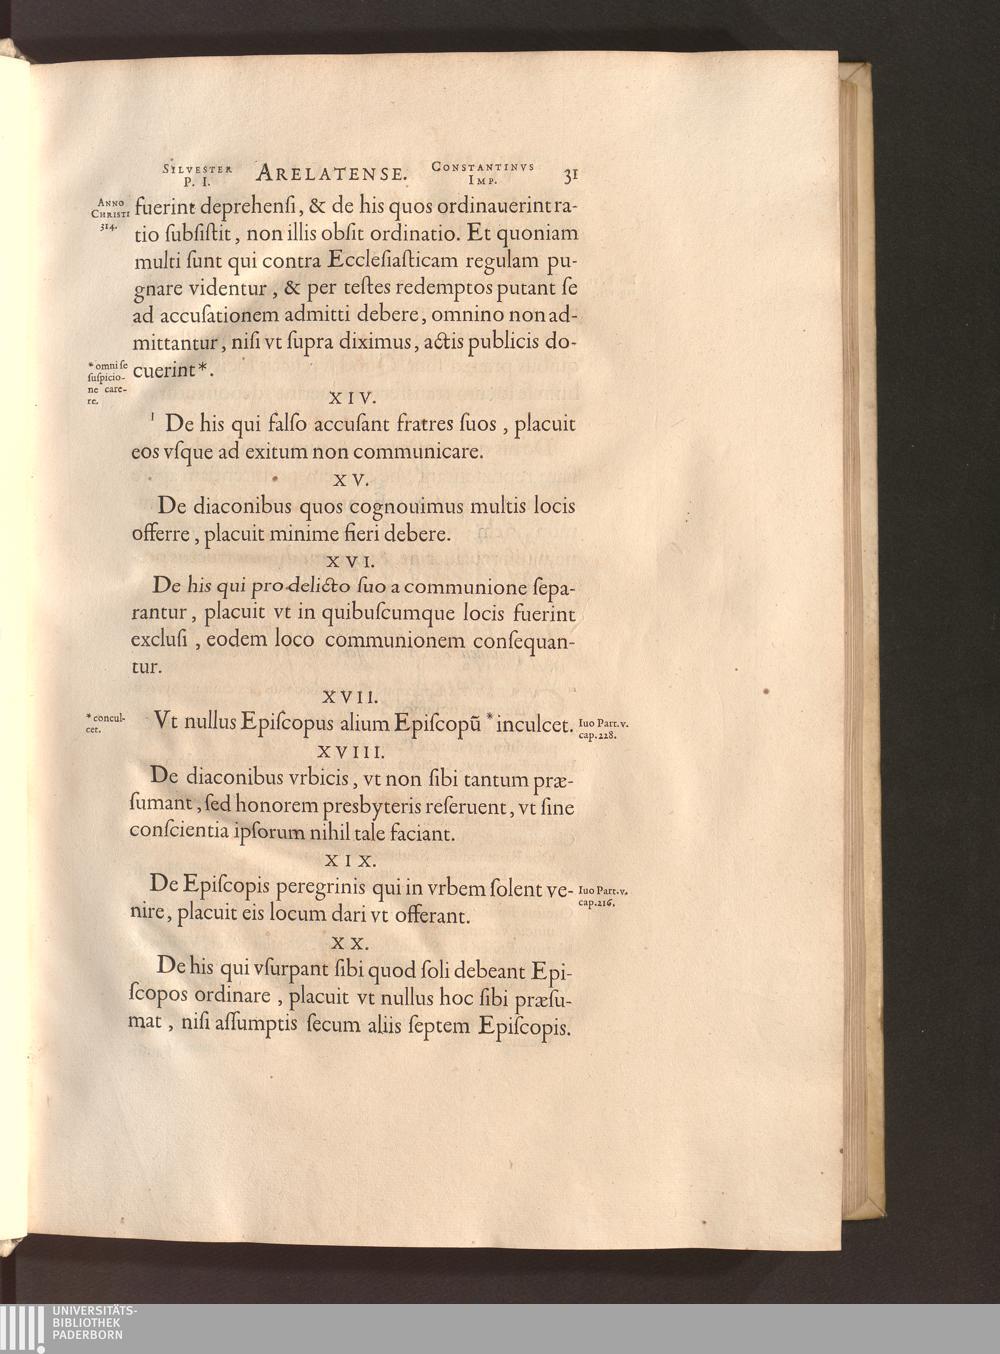 SILVESTER P. I. ARELATENSE. CONSTANTINVS IMP. 31
ANNO CHRISTI 314.
fuerint deprehenſi, & de his quos ordinauerint ra-
tio ſubſiſtit, non illis obſit ordinatio. Et quoniam
multi ſunt qui contra Eccleſiaſticam regulam pu-
gnare videntur, & per teſtes redemptos putant ſe
ad accuſationem admitti debere, omnino non ad-
mittantur, niſi vt ſupra diximus, actis publicis do-
cuerint*.
* omni ſe
ſuſpicio-
ne care-
re.
XIV.
¹ De his qui falſo accuſant fratres ſuos, placuit
eos vſque ad exitum non communicare.
XV.
De diaconibus quos cognouimus multis locis
offerre, placuit minime fieri debere.
XVI.
De his qui pro delicto ſuo a communione ſepa-
rantur, placuit vt in quibuſcumque locis fuerint
excluſi, eodem loco communionem conſequan-
tur.
XVII.
* concul-
cet.
Vt nullus Epiſcopus alium Epiſcopū * inculcet.
Iuo Part. v.
cap. 228.
XVIII.
De diaconibus vrbicis, vt non ſibi tantum præ-
ſumant, ſed honorem presbyteris reſeruent, vt ſine
conſcientia ipſorum nihil tale faciant.
XIX.
De Epiſcopis peregrinis qui in vrbem ſolent ve-
Iuo Part. v.
cap. 216.
nire, placuit eis locum dari vt offerant.
XX.
De his qui vſurpant ſibi quod ſoli debeant Epi-
ſcopos ordinare, placuit vt nullus hoc ſibi præſu-
mat, niſi aſſumptis ſecum aliis ſeptem Epiſcopis.
UNIVERSITÄTS-
BIBLIOTHEK
PADERBORN